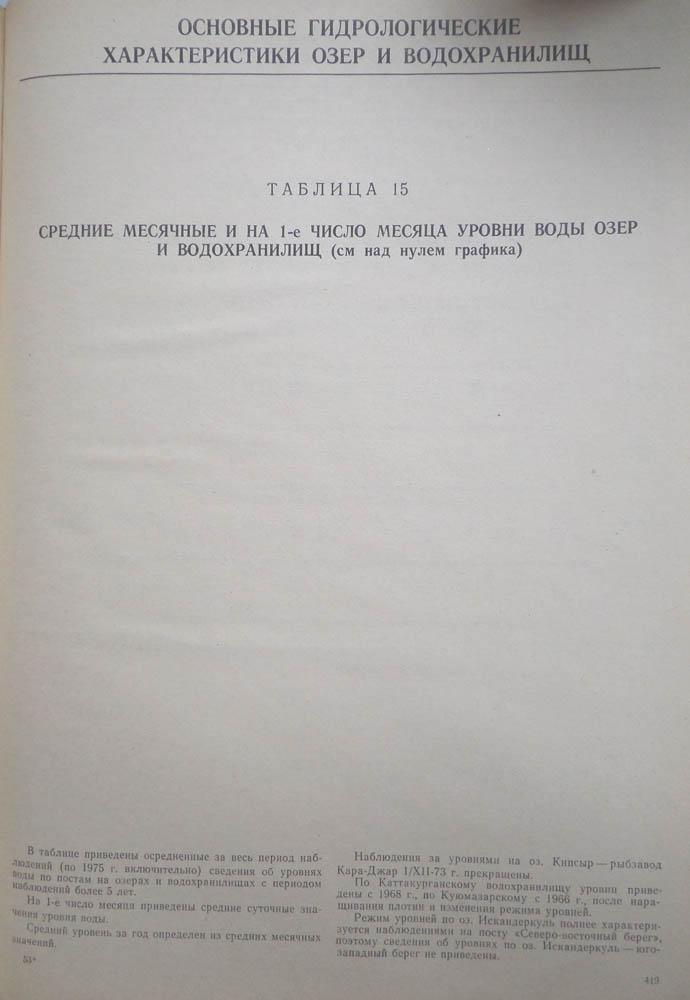 ОСНОВНЫЕ ГИДРОЛОГИЧЕСКИЕ
ХАРАКТЕРИСТИКИ ОЗЕР И ВОДОХРАНИЛИЩ
ТАБЛИЦА 15
СРЕДНИЕ МЕСЯЧНЫЕ И НА 1-е ЧИСЛО МЕСЯЦА УРОВНИ ВОДЫ ОЗЕР
И ВОДОХРАНИЛИЩ (см над нулем графика)
В таблице приведены осредненные за весь период наб-
людений (по 1975 г. включительно) сведения об уровнях
воды по постам на озерах и водохранилищах с периодом
наблюдений более 5 лет.
На 1-е число месяца приведены средние суточные зна-
чения уровня воды.
Средний уровень за год определен из средних месячных
значений.
53*
Наблюдения за уровнями на оз. Кипсыр — рыбзавод
Кара-Джар 1/XII-73 г. прекращены.
По Каттакурганскому водохранилищу уровни приве-
дены с 1968 г., по Куюмазарскому с 1966 г., после нара-
щивания плотин и изменения режима уровней.
Режим уровней по оз. Искандеркуль полнее характери-
зуется наблюдениями на посту «Северо-восточный берег»,
поэтому сведения об уровнях по оз. Искандеркуль — юго-
западный берег не приведены.
419